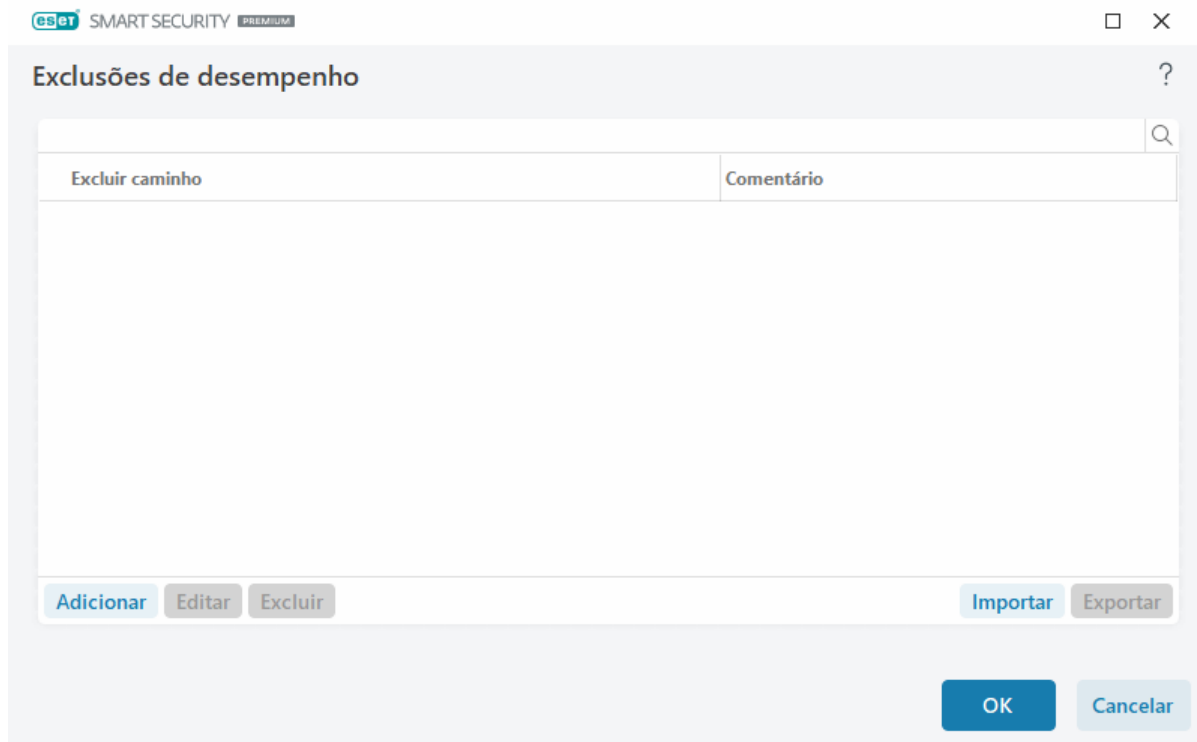 eset SMART SECURITY PREMIUM
Exclusões de desempenho ?
Excluir caminho Comentário
Adicionar Editar Excluir Importar Exportar
OK Cancelar